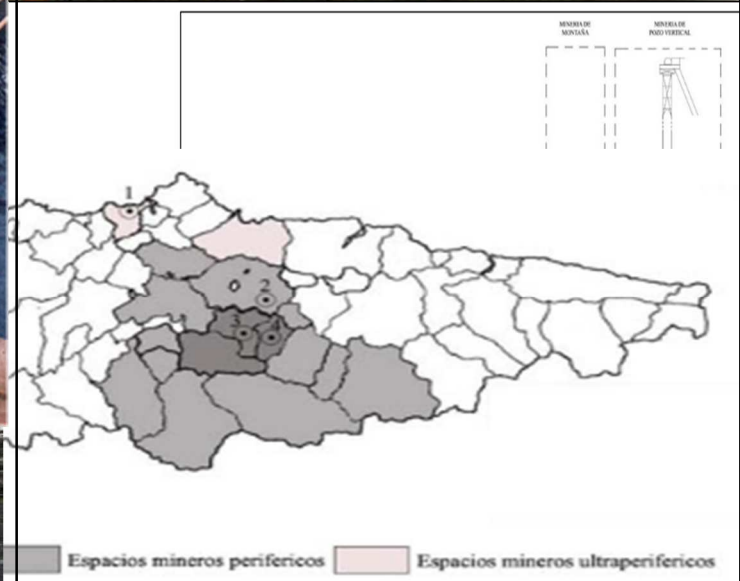 MINERIA DE MONTAÑA
MINERIA DE POZO VERTICAL
1
2
3
4
Espacios mineros perifericos
Espacios mineros ultraperifericos